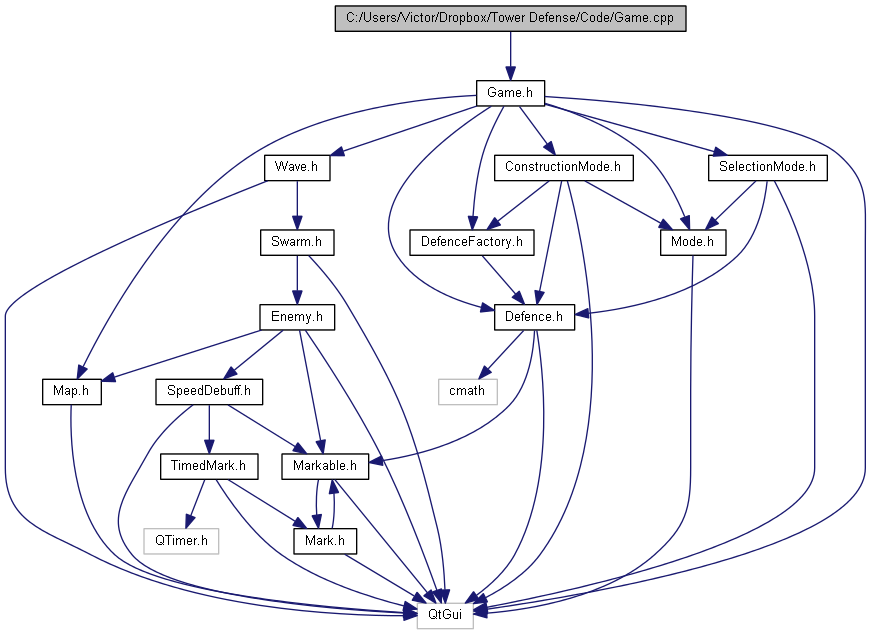 C:/Users/Victor/Dropbox/Tower Defense/Code/Game.cpp
Game.h
Wave.h
ConstructionMode.h
SelectionMode.h
Swarm.h
DefenceFactory.h
Mode.h
Enemy.h
Defence.h
Map.h
SpeedDebuff.h
cmath
TimedMark.h
Markable.h
QTimer.h
Mark.h
QtGui